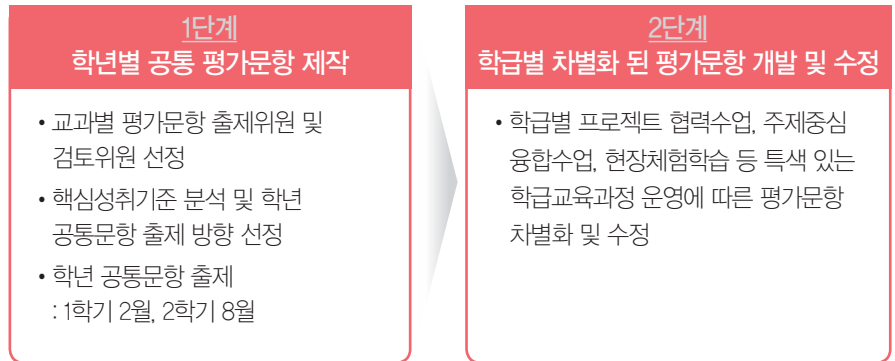 1단계
학년별 공통 평가문항 제작
• 교과별 평가문항 출제위원 및
검토위원 선정
• 핵심성취기준 분석 및 학년
공통문항 출제 방향 선정
• 학년 공통문항 출제
: 1학기 2월, 2학기 8월
2단계
학급별 차별화 된 평가문항 개발 및 수정
• 학급별 프로젝트 협력수업, 주제중심
융합수업, 현장체험학습 등 특색 있는
학급교육과정 운영에 따른 평가문항
차별화 및 수정